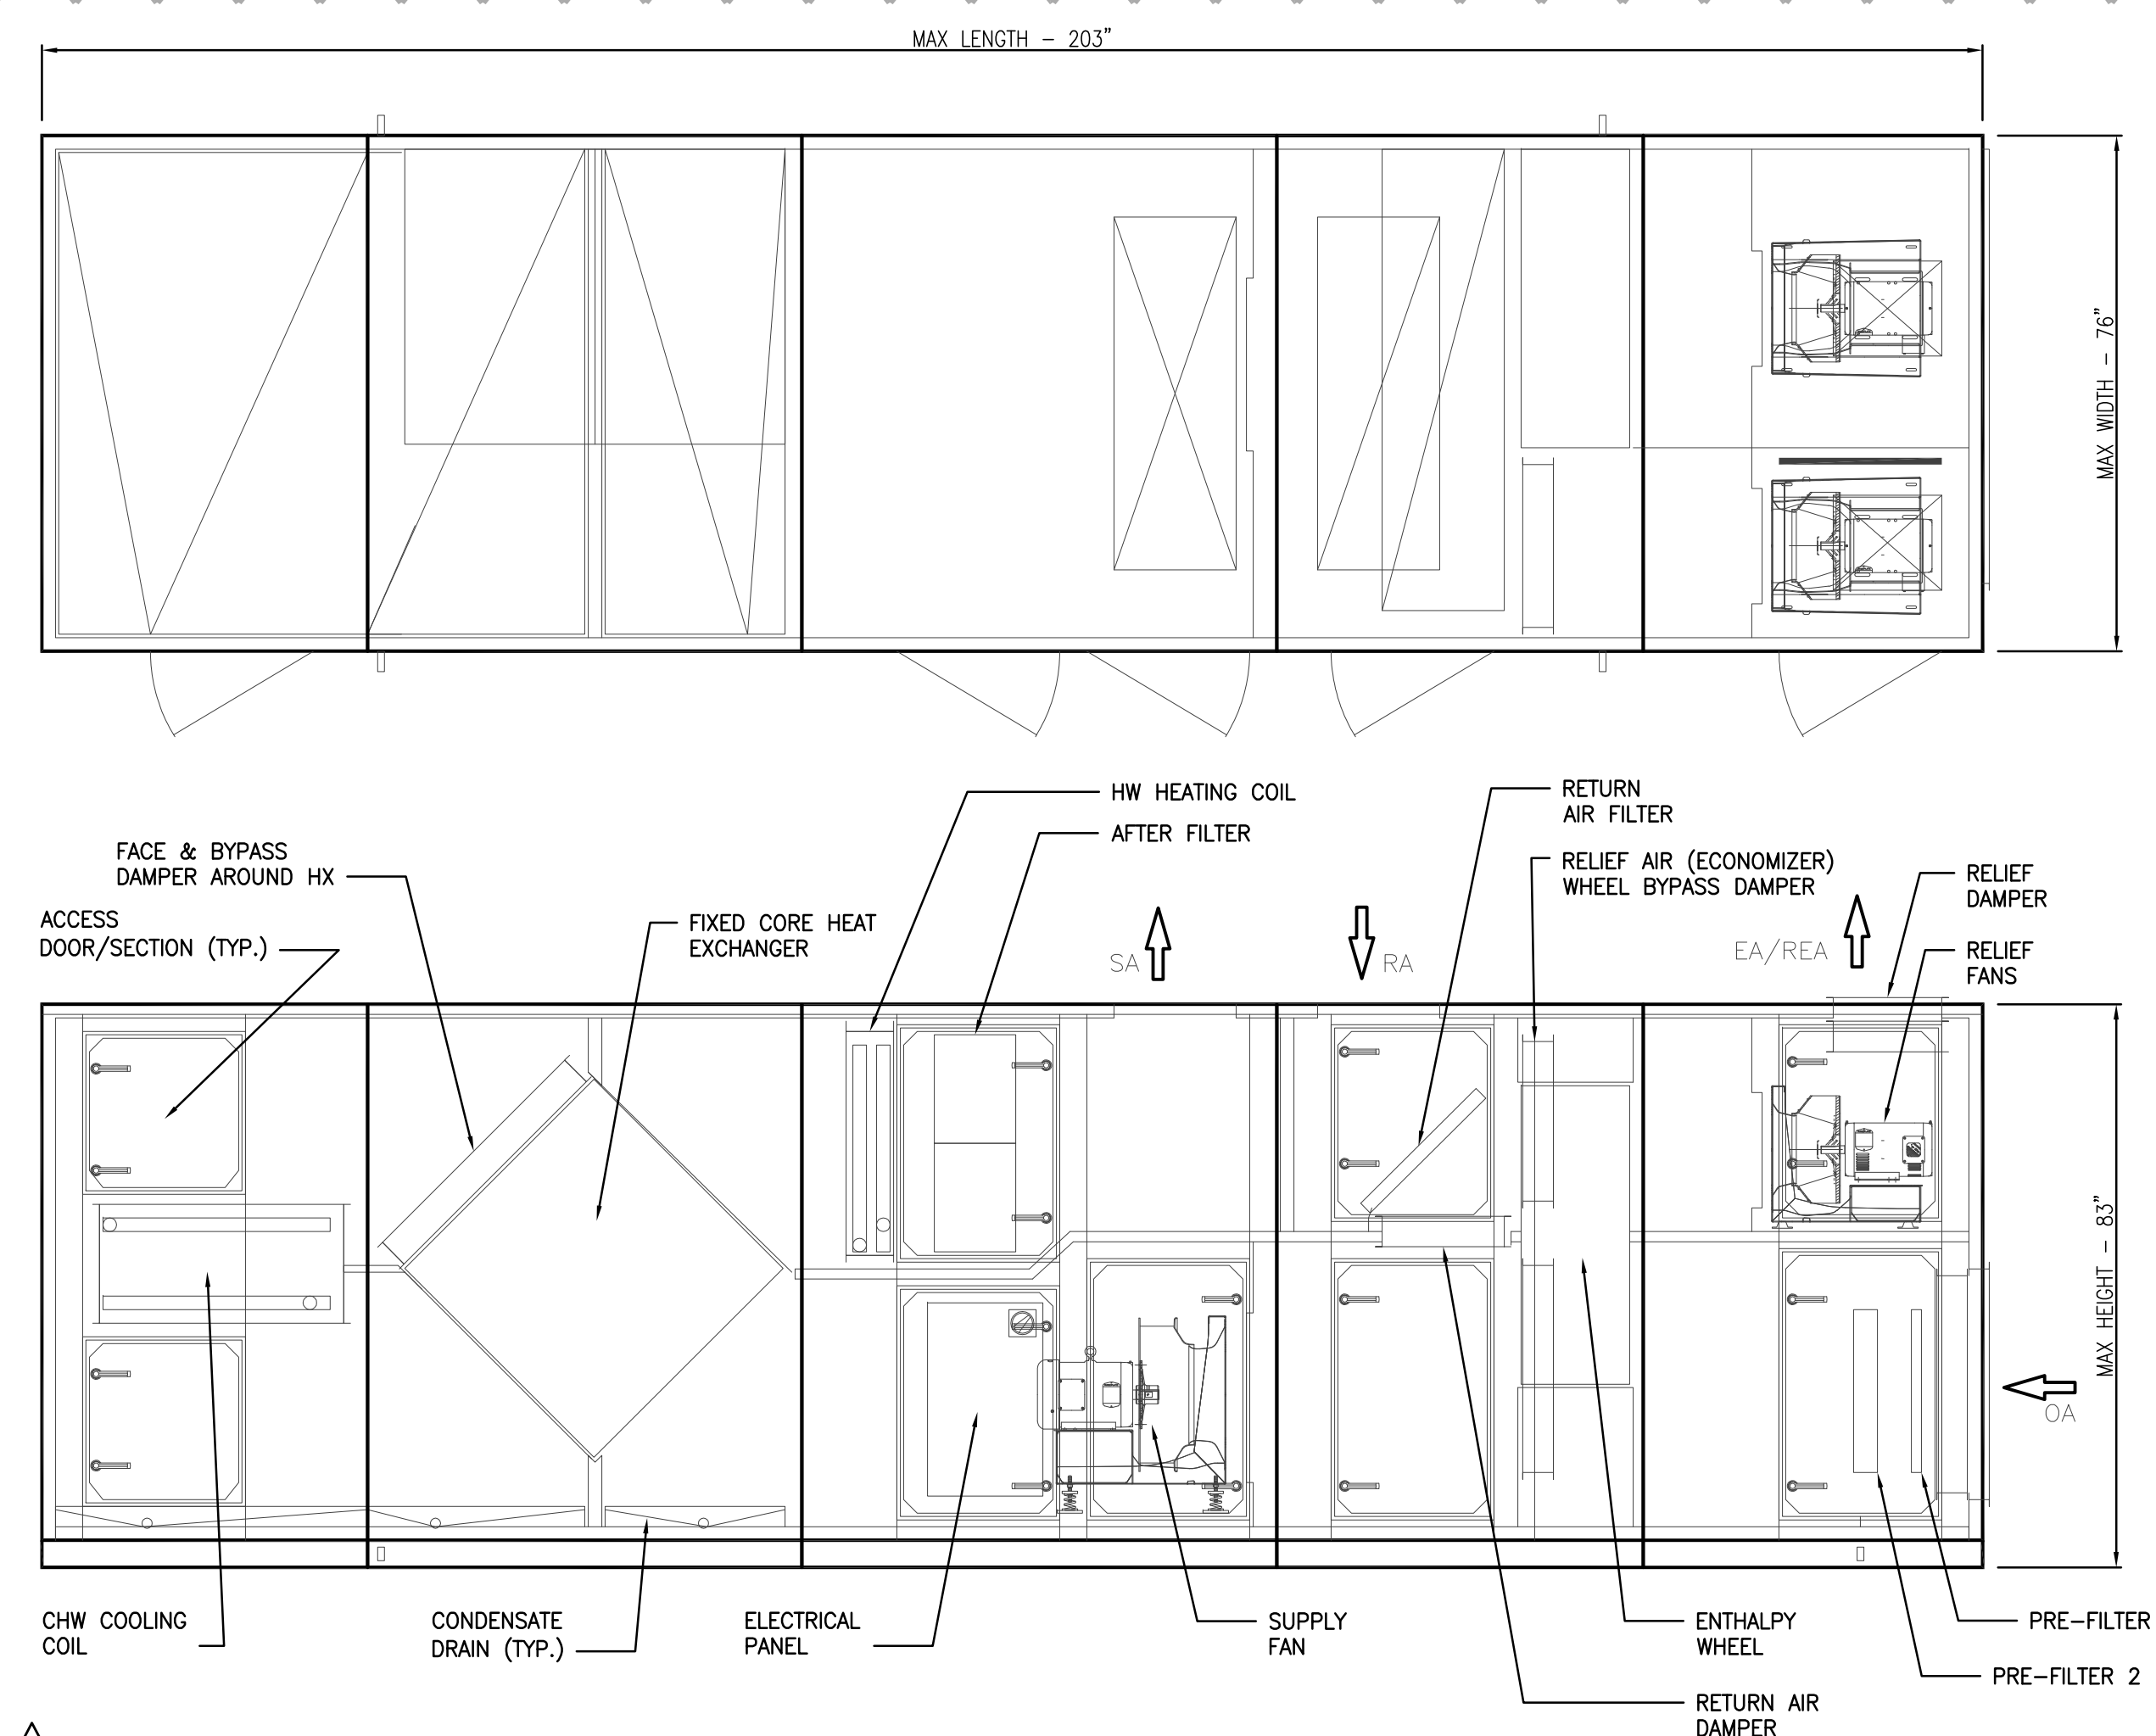 MAX LENGTH – 203"
MAX WIDTH – 76"
HW HEATING COIL
AFTER FILTER
RETURN
AIR FILTER
FACE & BYPASS
DAMPER AROUND HX
RELIEF AIR (ECONOMIZER)
WHEEL BYPASS DAMPER
RELIEF
DAMPER
ACCESS
DOOR/SECTION (TYP.)
FIXED CORE HEAT
EXCHANGER
SA
RA
EA/REA
RELIEF
FANS
MAX HEIGHT – 83"
OA
CHW COOLING
COIL
CONDENSATE
DRAIN (TYP.)
ELECTRICAL
PANEL
SUPPLY
FAN
ENTHALPY
WHEEL
PRE–FILTER
PRE–FILTER 2
RETURN AIR
DAMPER